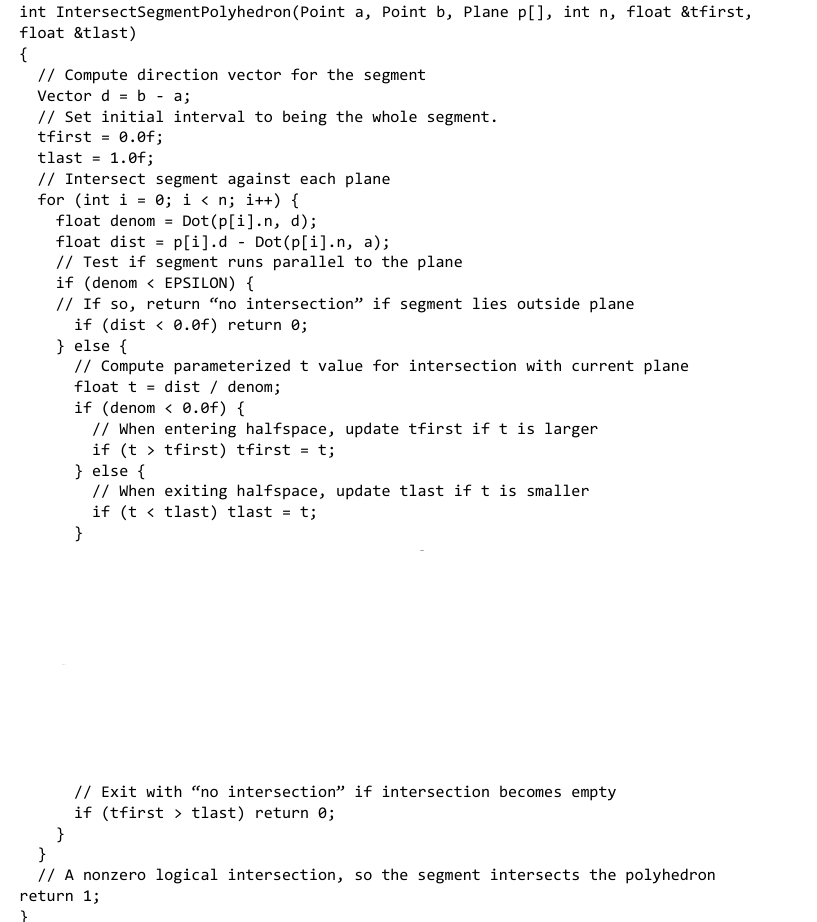 int IntersectSegmentPolyhedron(Point a, Point b, Plane p[], int n, float &tfirst,
float &tlast)
{
  // Compute direction vector for the segment
  Vector d = b - a;
  // Set initial interval to being the whole segment.
  tfirst = 0.0f;
  tlast = 1.0f;
  // Intersect segment against each plane
  for (int i = 0; i < n; i++) {
    float denom = Dot(p[i].n, d);
    float dist = p[i].d - Dot(p[i].n, a);
    // Test if segment runs parallel to the plane
    if (denom < EPSILON) {
    // If so, return “no intersection” if segment lies outside plane
      if (dist < 0.0f) return 0;
    } else {
      // Compute parameterized t value for intersection with current plane
      float t = dist / denom;
      if (denom < 0.0f) {
        // When entering halfspace, update tfirst if t is larger
        if (t > tfirst) tfirst = t;
      } else {
        // When exiting halfspace, update tlast if t is smaller
        if (t < tlast) tlast = t;
      }
      // Exit with “no intersection” if intersection becomes empty
      if (tfirst > tlast) return 0;
    }
  }
  // A nonzero logical intersection, so the segment intersects the polyhedron
return 1;
}